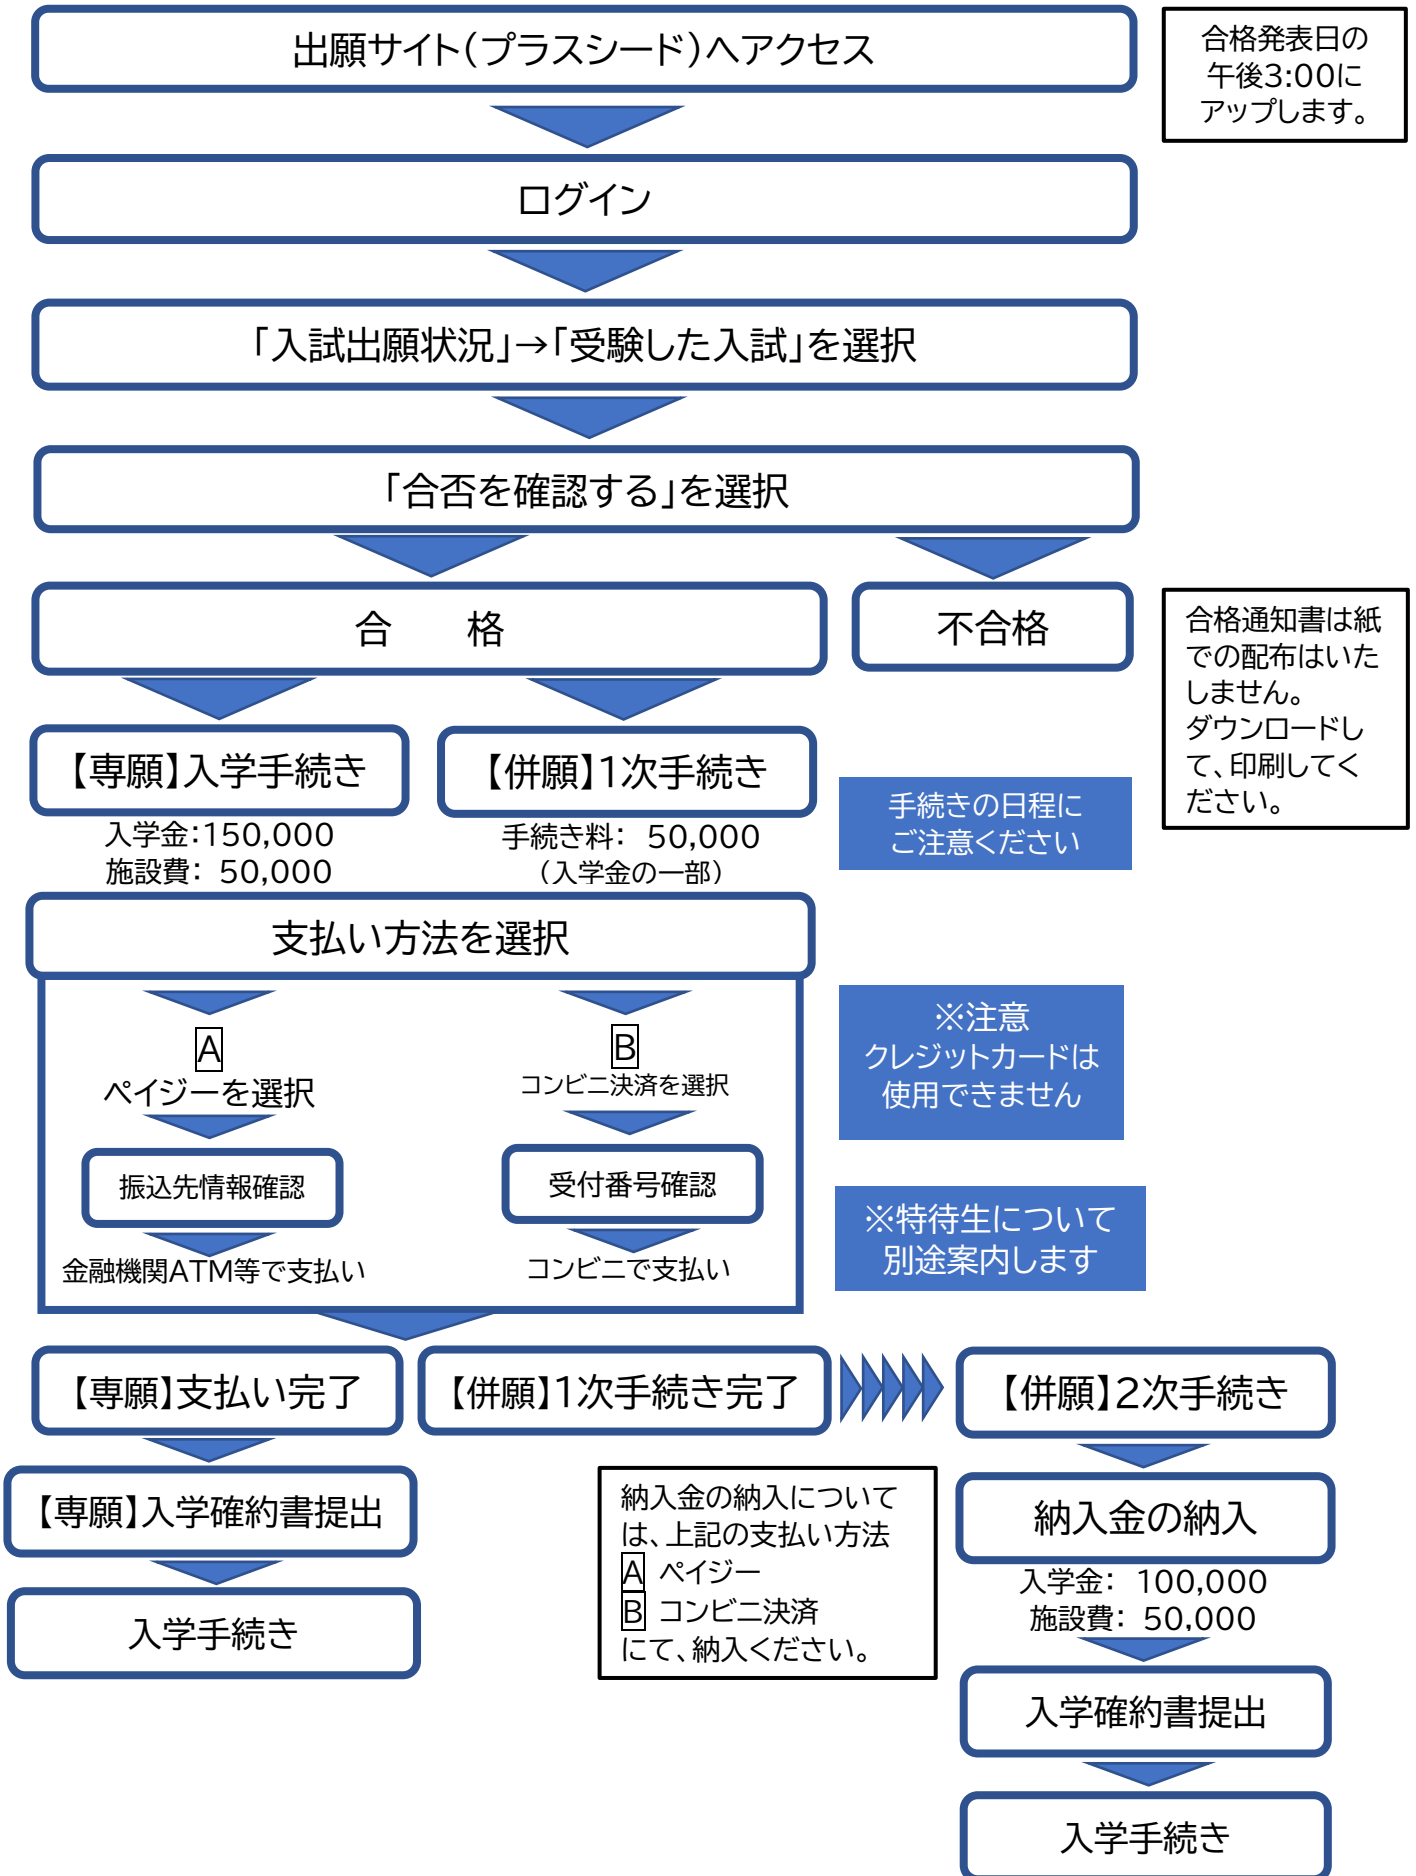 出願サイト(プラスシード)へアクセス
合格発表日の
午後3:00に
アップします。
ログイン
「入試出願状況」→「受験した入試」を選択
「合否を確認する」を選択
合　　格
不合格
合格通知書は紙
での配布はいた
しません。
ダウンロードし
て、印刷してく
ださい。
【専願】入学手続き
【併願】1次手続き
入学金:150,000
施設費: 50,000
手続き料: 50,000
(入学金の一部)
手続きの日程に
ご注意ください
支払い方法を選択
A
ペイジーを選択
B
コンビニ決済を選択
振込先情報確認
受付番号確認
金融機関ATM等で支払い
コンビニで支払い
※注意
クレジットカードは
使用できません
※特待生について
別途案内します
【専願】支払い完了
【併願】1次手続き完了
【併願】2次手続き
【専願】入学確約書提出
入学手続き
納入金の納入について
は、上記の支払い方法
A ペイジー
B コンビニ決済
にて、納入ください。
納入金の納入
入学金: 100,000
施設費: 50,000
入学確約書提出
入学手続き